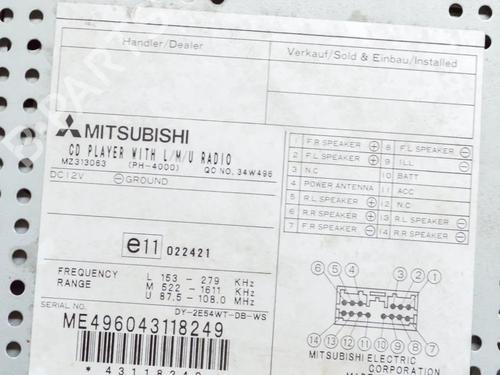 Handler/Dealer
Verkauf/Sold & Einbau/Installed
MITSUBISHI
CD PLAYER WITH L/M/U RADIO
MZ313063 (PH-4000) QC NO. 34W496
DC12V ⊖GROUND
1 F.R SPEAKER ⊕ 8 F.L SPEAKER ⊖
2 F.L SPEAKER ⊕ 9 ILL ⊖
3 N.C 10 BATT
4 POWER ANTENNA 11 ACC
5 R.L SPEAKER ⊕ 12 N.C
6 R.R SPEAKER ⊕ 13 R.L SPEAKER ⊖
7 F.R SPEAKER ⊖ 14 R.R SPEAKER ⊖
e11 022421
FREQUENCY RANGE
L 153 - 279 KHz
M 522 - 1611 KHz
U 87.5 - 108.0 MHz
SERIAL NO. DY-2E54WT-DB-WS
ME496043118249
6 5 4 3 2 1
14 13 12 11 10 9 8 7
MITSUBISHI ELECTRIC
CORPORATION